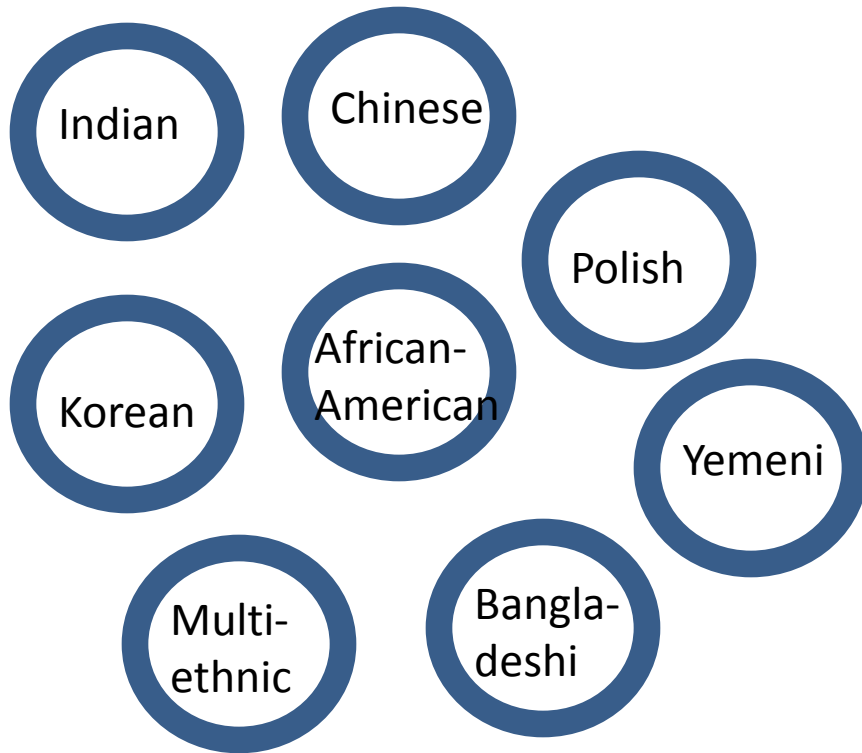 Indian
Chinese
Polish
African-
American
Korean
Yemeni
Multi-
ethnic
Bangla-
deshi